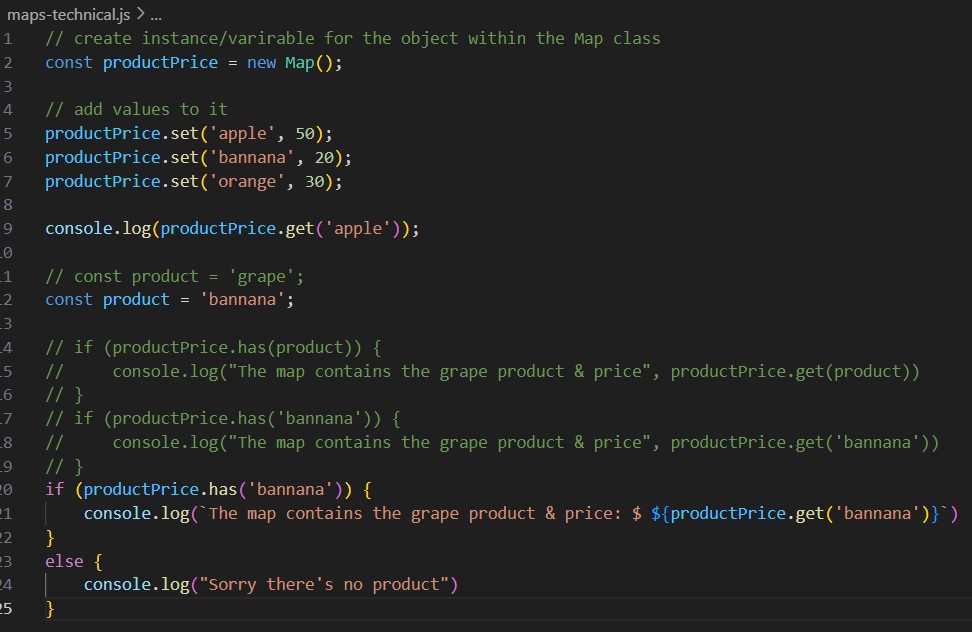 maps-technical.js > ...
1 // create instance/varirable for the object within the Map class
2 const productPrice = new Map();
3
4 // add values to it
5 productPrice.set('apple', 50);
6 productPrice.set('bannana', 20);
7 productPrice.set('orange', 30);
8
9 console.log(productPrice.get('apple'));
10
11 // const product = 'grape';
12 const product = 'bannana';
13
14 // if (productPrice.has(product)) {
15 //     console.log("The map contains the grape product & price", productPrice.get(product))
16 // }
17 // if (productPrice.has('bannana')) {
18 //     console.log("The map contains the grape product & price", productPrice.get('bannana'))
19 // }
20 if (productPrice.has('bannana')) {
21     console.log(`The map contains the grape product & price: $ ${productPrice.get('bannana')}`)
22 }
23 else {
24     console.log("Sorry there's no product")
25 }